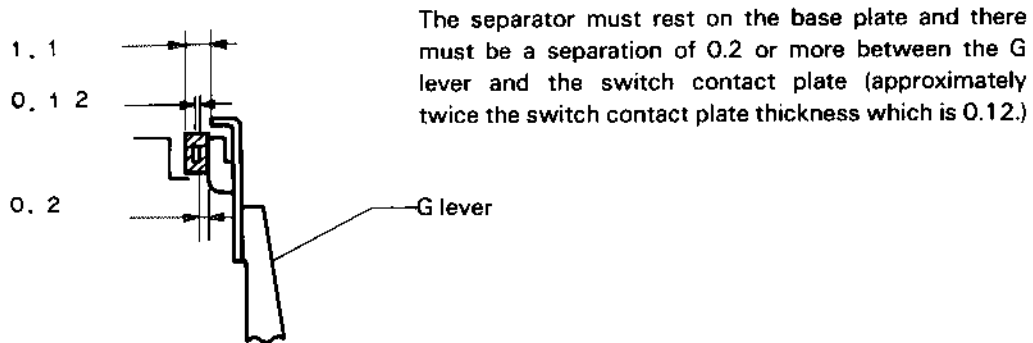 The separator must rest on the base plate and there
must be a separation of 0.2 or more between the G
lever and the switch contact plate (approximately
twice the switch contact plate thickness which is 0.12.)
1. 1
0. 1 2
0. 2
G lever